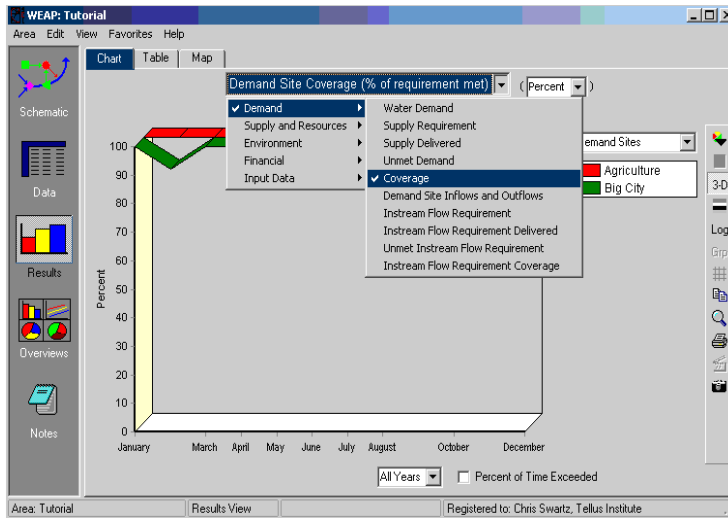 WEAP: Tutorial
Area Edit View Favorites Help
Chart Table Map
Demand Site Coverage (% of requirement met) ( Percent )
Demand
Supply and Resources
Environment
Financial
Input Data
Water Demand
Supply Requirement
Supply Delivered
Unmet Demand
Coverage
Demand Site Inflows and Outflows
Instream Flow Requirement
Instream Flow Requirement Delivered
Unmet Instream Flow Requirement
Instream Flow Requirement Coverage
emand Sites
Agriculture
Big City
Schematic
Data
Results
Overviews
Notes
3-D
Log
Grp
Percent
100
90
80
70
60
50
40
30
20
10
0
January March April May June July August October December
All Years Percent of Time Exceeded
Area: Tutorial Results View Registered to: Chris Swartz, Tellus Institute